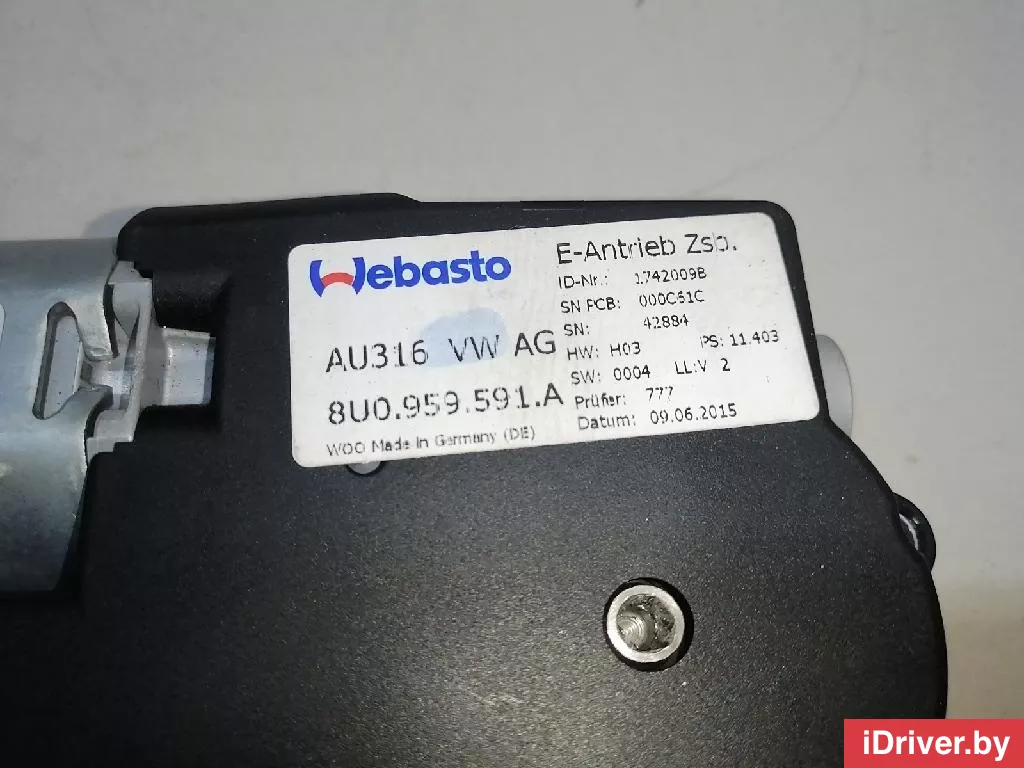 Webasto
AU316 VW AG
8U0.959.591.A
WOO Made in Germany (DE)
E-Antrieb Zsb.
ID-Nr.: 1742009B
SN PCB: 000C61C
SN: 42884
HW: H03 PS: 11.403
SW: 0004 LL:V 2
Prüfer: 777
Datum: 09.06.2015
iDriver.by